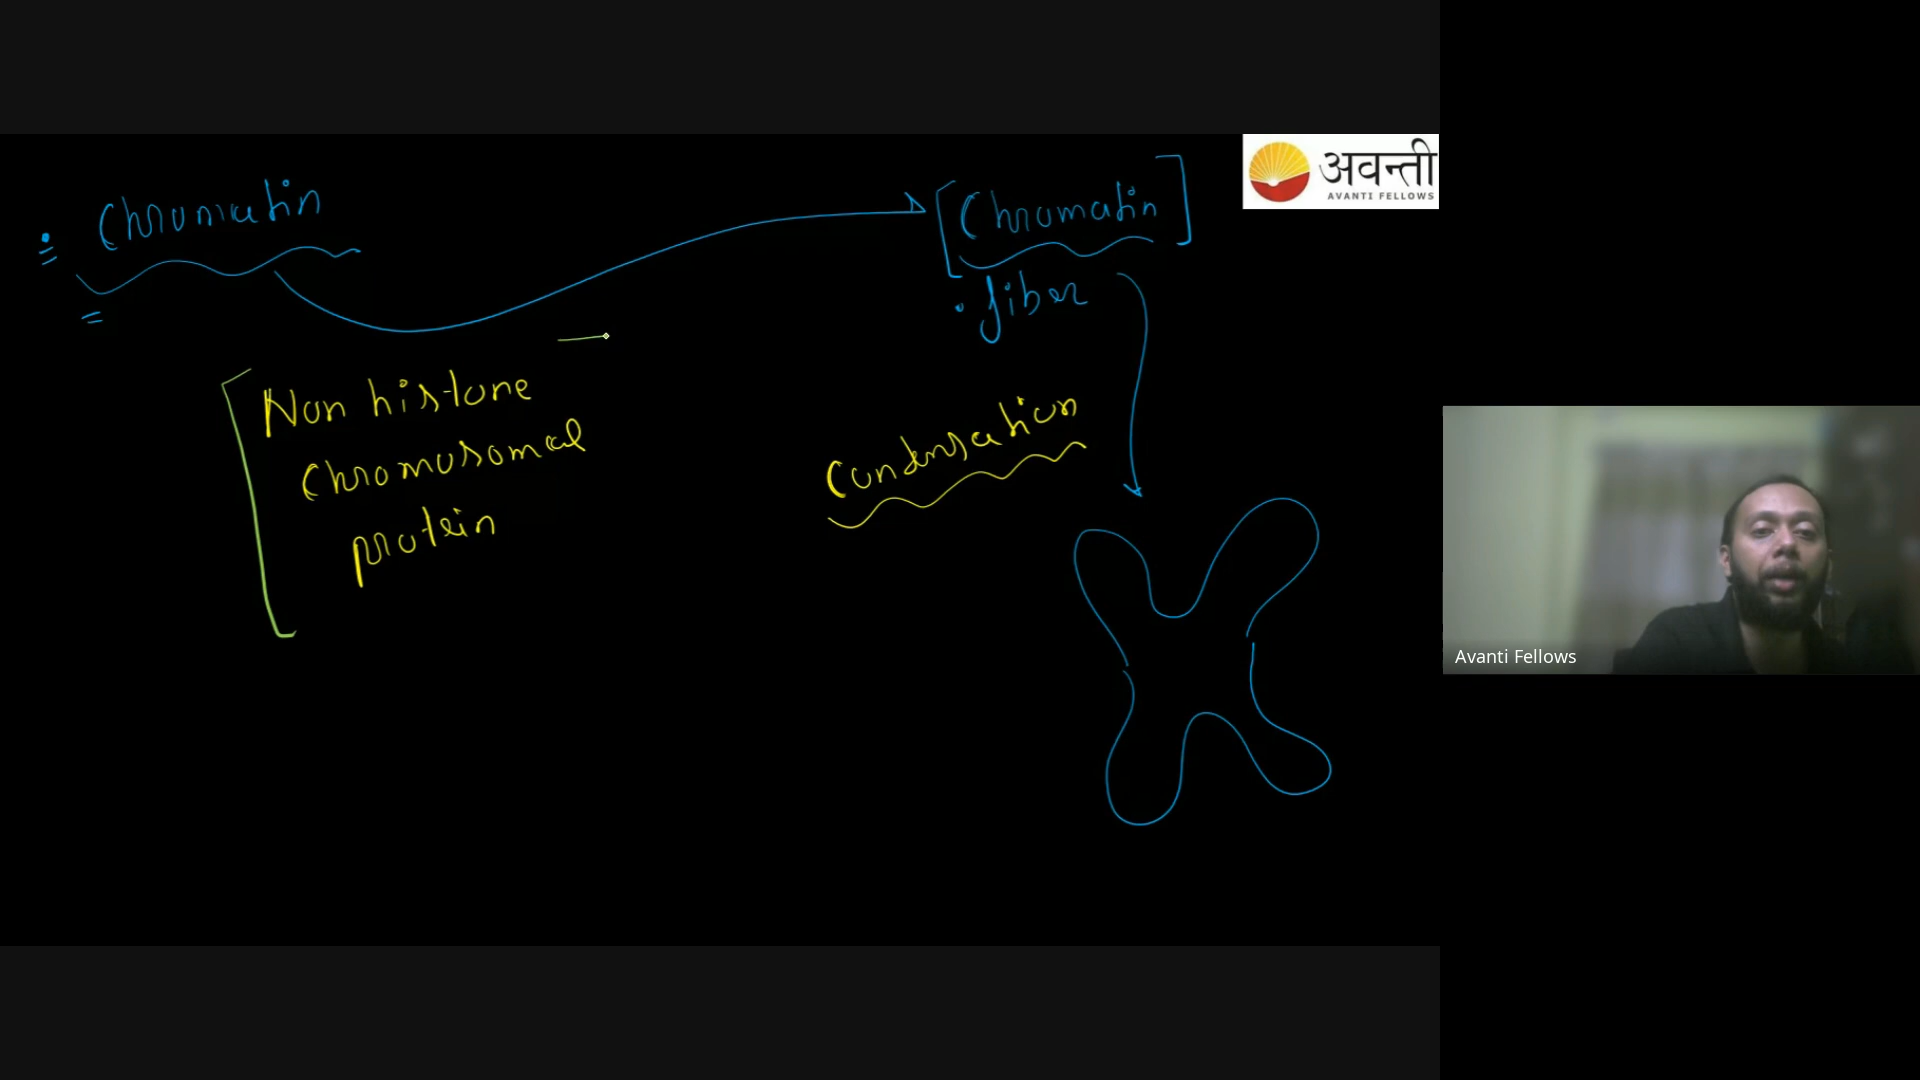 Chromatin
[Chromatin]
fiber
Non histone
Chromosomal
protein
Condensation
अवन्ती
AVANTI FELLOWS
Avanti Fellows